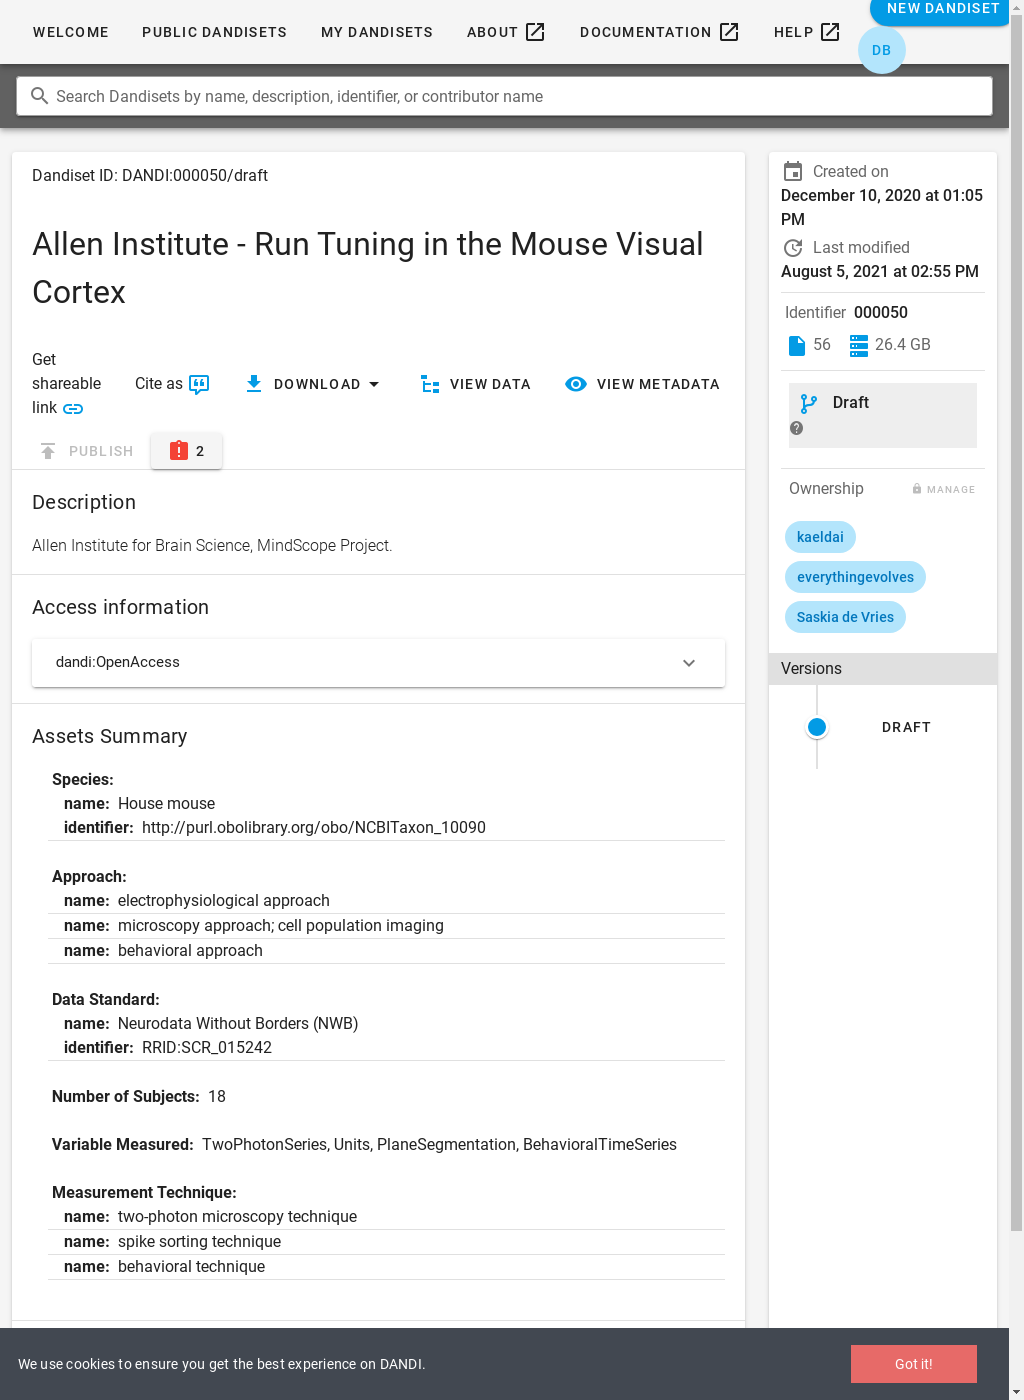 WELCOME PUBLIC DANDISETS MY DANDISETS ABOUT DOCUMENTATION HELP NEW DANDISET
DB
Search Dandisets by name, description, identifier, or contributor name
Dandiset ID: DANDI:000050/draft
Allen Institute - Run Tuning in the Mouse Visual
Cortex
Get
shareable
link
Cite as
DOWNLOAD
VIEW DATA
VIEW METADATA
PUBLISH
2
Description
Allen Institute for Brain Science, MindScope Project.
Access information
dandi:OpenAccess
Assets Summary
Species:
name: House mouse
identifier: http://purl.obolibrary.org/obo/NCBITaxon_10090
Approach:
name: electrophysiological approach
name: microscopy approach; cell population imaging
name: behavioral approach
Data Standard:
name: Neurodata Without Borders (NWB)
identifier: RRID:SCR_015242
Number of Subjects: 18
Variable Measured: TwoPhotonSeries, Units, PlaneSegmentation, BehavioralTimeSeries
Measurement Technique:
name: two-photon microscopy technique
name: spike sorting technique
name: behavioral technique
Created on
December 10, 2020 at 01:05
PM
Last modified
August 5, 2021 at 02:55 PM
Identifier 000050
56 26.4 GB
Draft
Ownership MANAGE
kaeldai
everythingevolves
Saskia de Vries
Versions
DRAFT
We use cookies to ensure you get the best experience on DANDI.
Got it!